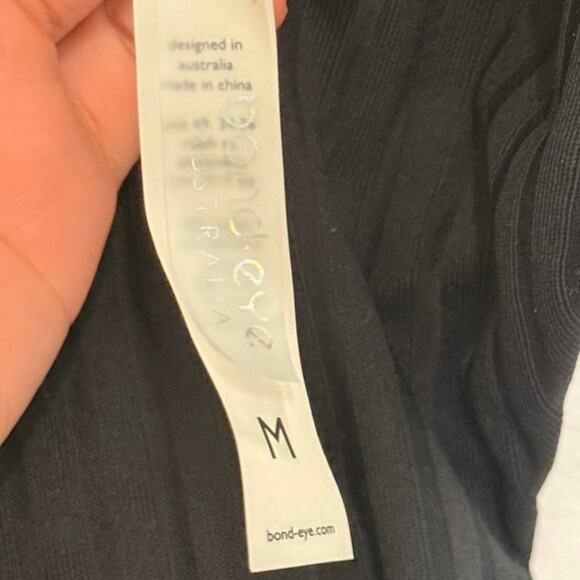 designed in
australia
made in china
bond-eye
AUSTRALIA
M
bond-eye.com